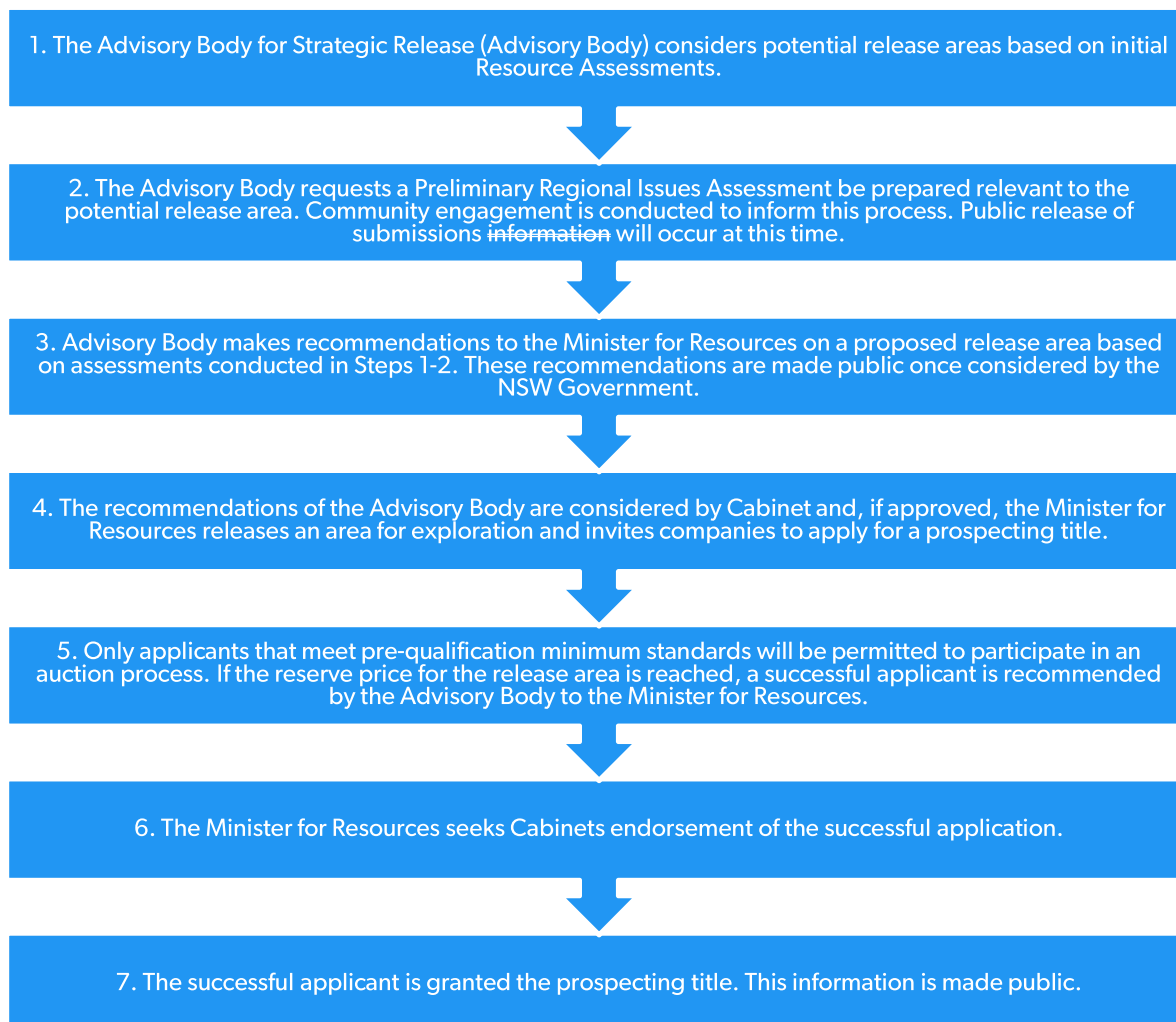 1. The Advisory Body for Strategic Release (Advisory Body) considers potential release areas based on initial
Resource Assessments.
2. The Advisory Body requests a Preliminary Regional Issues Assessment be prepared relevant to the
potential release area. Community engagement is conducted to inform this process. Public release of
submissions information will occur at this time.
3. Advisory Body makes recommendations to the Minister for Resources on a proposed release area based
on assessments conducted in Steps 1-2. These recommendations are made public once considered by the
NSW Government.
4. The recommendations of the Advisory Body are considered by Cabinet and, if approved, the Minister for
Resources releases an area for exploration and invites companies to apply for a prospecting title.
5. Only applicants that meet pre-qualification minimum standards will be permitted to participate in an
auction process. If the reserve price for the release area is reached, a successful applicant is recommended
by the Advisory Body to the Minister for Resources.
6. The Minister for Resources seeks Cabinets endorsement of the successful application.
7. The successful applicant is granted the prospecting title. This information is made public.